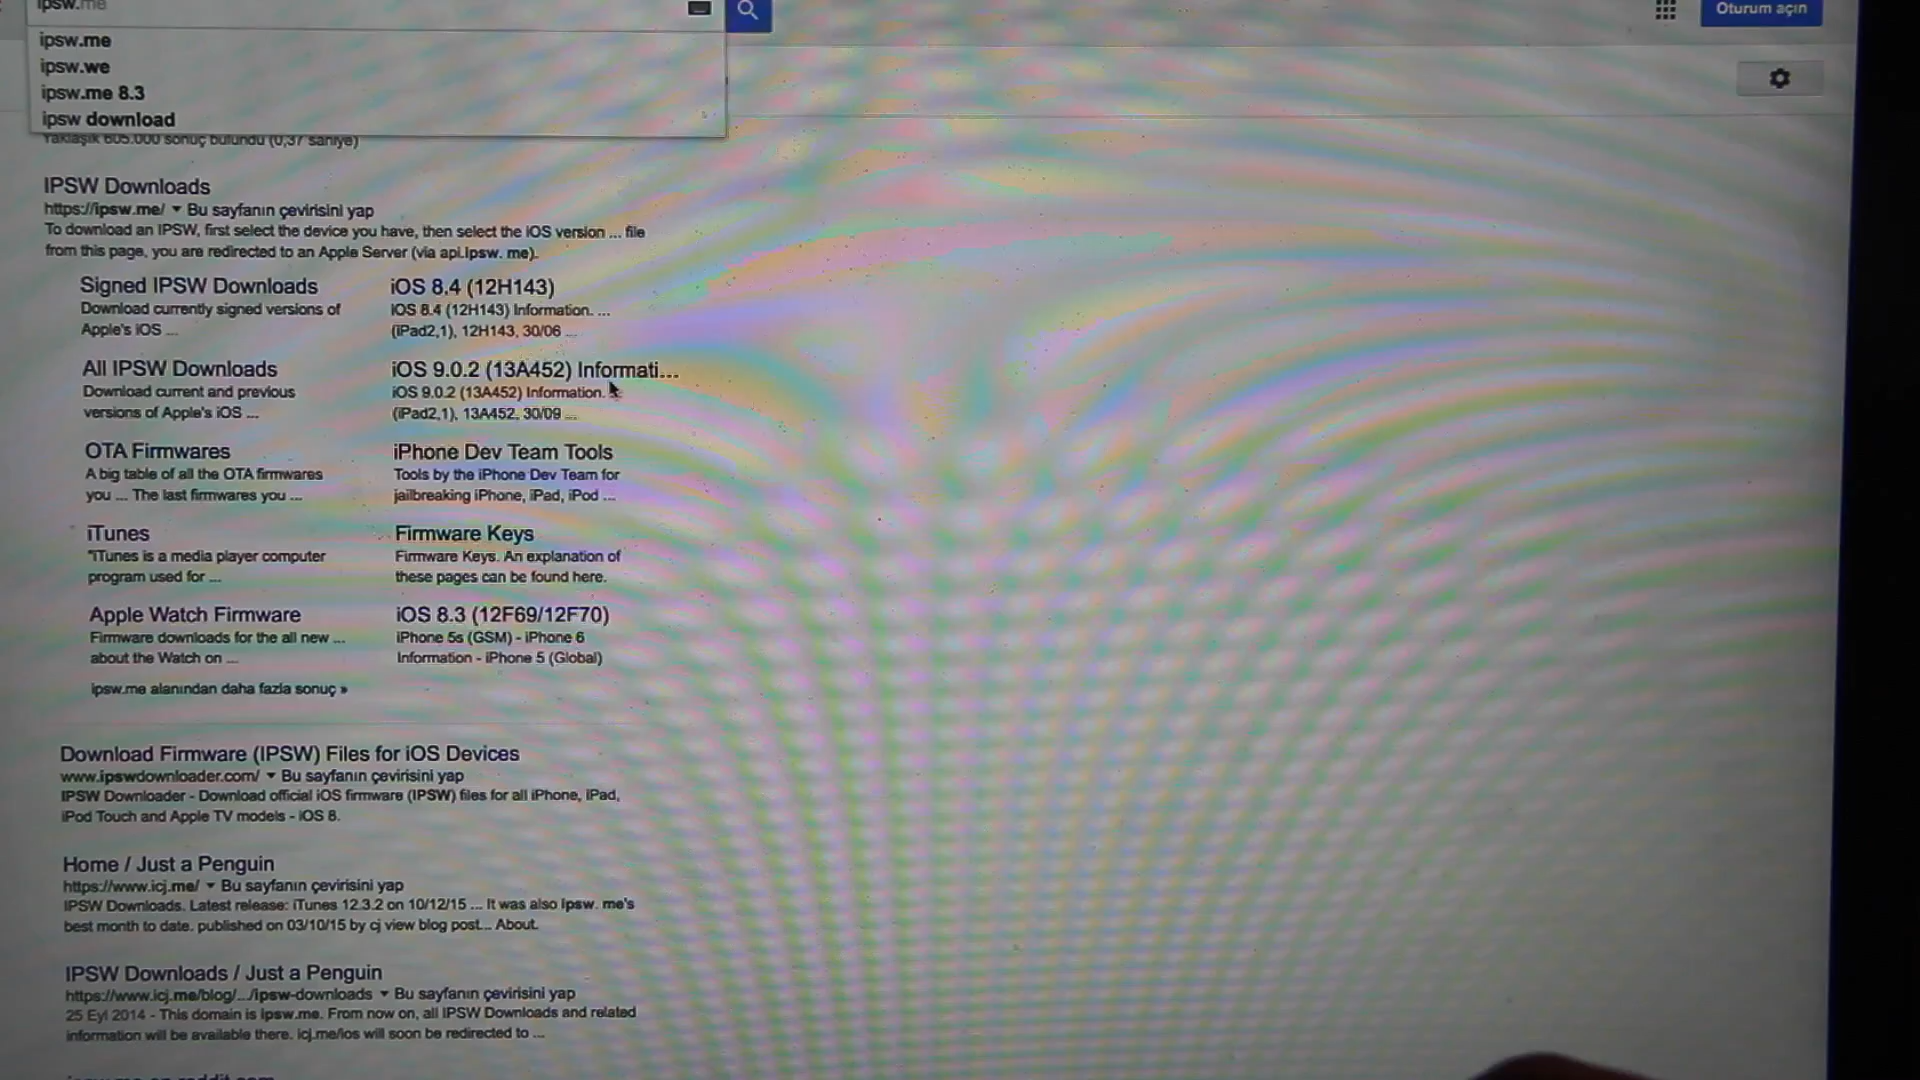 ipsw.me
Oturum açın
ipsw.me
ipsw.we
ipsw.me 8.3
ipsw download
Yaklaşık 605.000 sonuç bulundu (0,37 saniye)
IPSW Downloads
https://ipsw.me/ ▾ Bu sayfanın çevirisini yap
To download an IPSW, first select the device you have, then select the iOS version ... file
from this page, you are redirected to an Apple Server (via api.ipsw. me).
Signed IPSW Downloads
Download currently signed versions of
Apple's iOS ...
iOS 8.4 (12H143)
iOS 8.4 (12H143) Information. ...
(iPad2,1), 12H143, 30/06 ...
All IPSW Downloads
Download current and previous
versions of Apple's iOS ...
iOS 9.0.2 (13A452) Informati...
iOS 9.0.2 (13A452) Information.
(iPad2,1), 13A452, 30/09 ...
OTA Firmwares
A big table of all the OTA firmwares
you ... The last firmwares you ...
iPhone Dev Team Tools
Tools by the iPhone Dev Team for
jailbreaking iPhone, iPad, iPod ...
iTunes
"iTunes is a media player computer
program used for ...
Firmware Keys
Firmware Keys. An explanation of
these pages can be found here.
Apple Watch Firmware
Firmware downloads for the all new ...
about the Watch on ...
iOS 8.3 (12F69/12F70)
iPhone 5s (GSM) - iPhone 6
Information - iPhone 5 (Global)
ipsw.me alanından daha fazla sonuç »
Download Firmware (IPSW) Files for iOS Devices
www.ipswdownloader.com/ ▾ Bu sayfanın çevirisini yap
IPSW Downloader - Download official iOS firmware (IPSW) files for all iPhone, iPad,
iPod Touch and Apple TV models - iOS 8.
Home / Just a Penguin
https://www.icj.me/ ▾ Bu sayfanın çevirisini yap
IPSW Downloads. Latest release: iTunes 12.3.2 on 10/12/15 ... It was also ipsw. me's
best month to date. published on 03/10/15 by cj view blog post... About.
IPSW Downloads / Just a Penguin
https://www.icj.me/blog/.../ipsw-downloads ▾ Bu sayfanın çevirisini yap
25 Eyl 2014 - This domain is ipsw.me. From now on, all IPSW Downloads and related
information will be available there. icj.me/ios will soon be redirected to ...